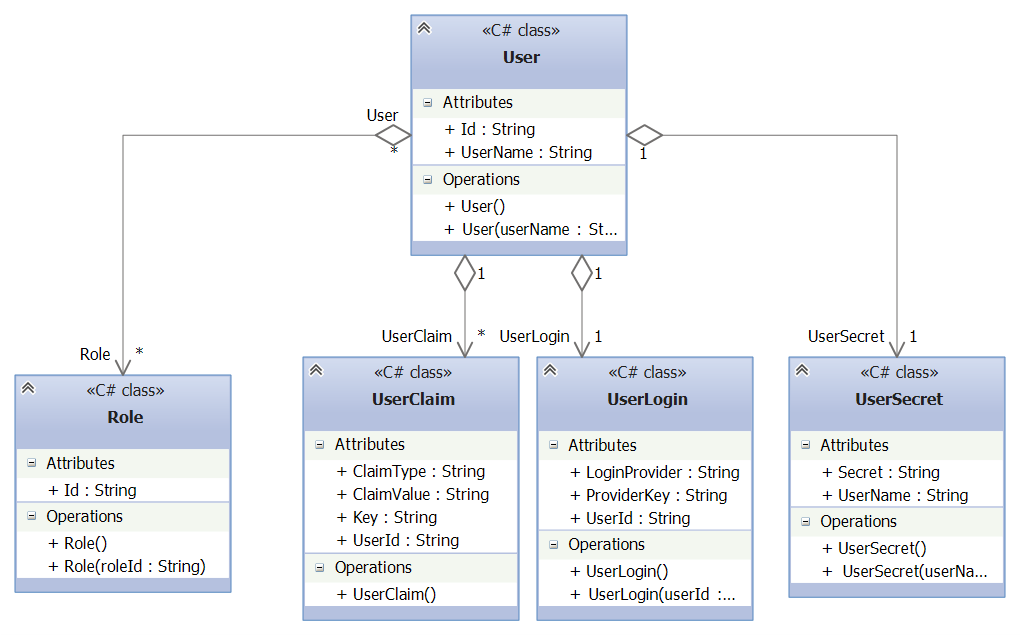 «C# class»
User
Attributes
+ Id : String
+ UserName : String
Operations
+ User()
+ User(userName : St...
User
*
1
1
1
Role
*
UserClaim
*
UserLogin
1
UserSecret
1
«C# class»
Role
Attributes
+ Id : String
Operations
+ Role()
+ Role(roleId : String)
«C# class»
UserClaim
Attributes
+ ClaimType : String
+ ClaimValue : String
+ Key : String
+ UserId : String
Operations
+ UserClaim()
«C# class»
UserLogin
Attributes
+ LoginProvider : String
+ ProviderKey : String
+ UserId : String
Operations
+ UserLogin()
+ UserLogin(userId :...
«C# class»
UserSecret
Attributes
+ Secret : String
+ UserName : String
Operations
+ UserSecret()
+ UserSecret(userNa...